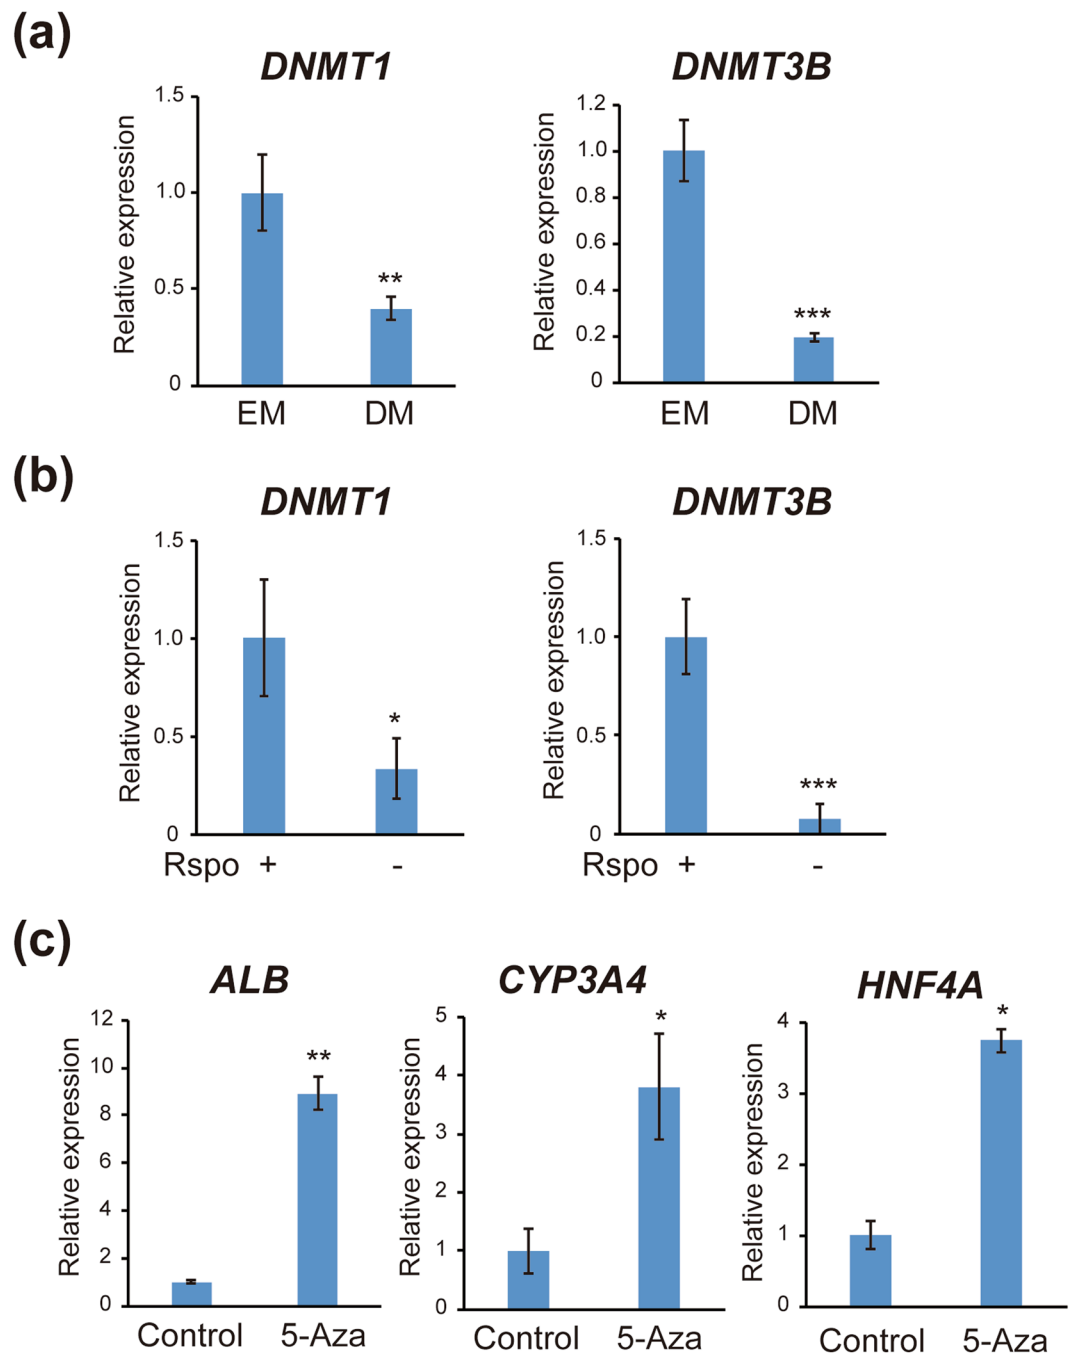 (a)
DNMT1
DNMT3B
Relative expression
1.5
1.0
0.5
0
**
EM
DM
Relative expression
1.2
1.0
0.8
0.6
0.4
0.2
0
***
EM
DM
(b)
DNMT1
DNMT3B
Relative expression
1.5
1.0
0.5
0
*
Rspo + -
Relative expression
1.5
1.0
0.5
0
***
Rspo + -
(c)
ALB
CYP3A4
HNF4A
Relative expression
12
10
8
6
4
2
0
**
Control
5-Aza
Relative expression
5
4
3
2
1
0
*
Control
5-Aza
Relative expression
4
3
2
1
0
*
Control
5-Aza